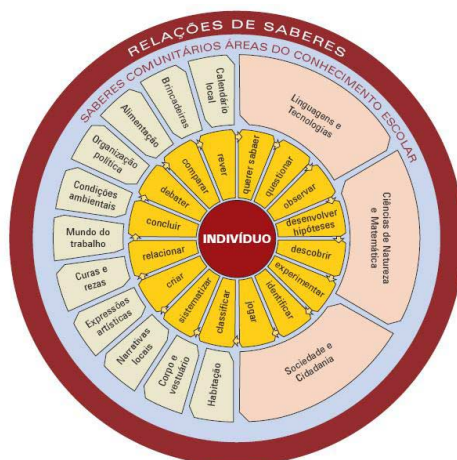 RELAÇÕES DE SABERES
SABERES COMUNITÁRIOS ÁREAS DO CONHECIMENTO ESCOLAR
Calendário
local
Brincadeiras
Alimentação
Organização
política
Condições
ambientais
Mundo do
trabalho
Curas e
rezas
Expressões
artísticas
Narrativas
locais
Corpo e
vestuário
Habitação
Linguagens e
Tecnologias
Ciências de Natureza
e Matemática
Sociedade e
Cidadania
rever
comparar
debater
concluir
relacionar
criar
sistematizar
classificar
querer sabaer
questionar
observar
desenvolver
hipóteses
descobrir
experimentar
identificar
jogar
INDIVÍDUO